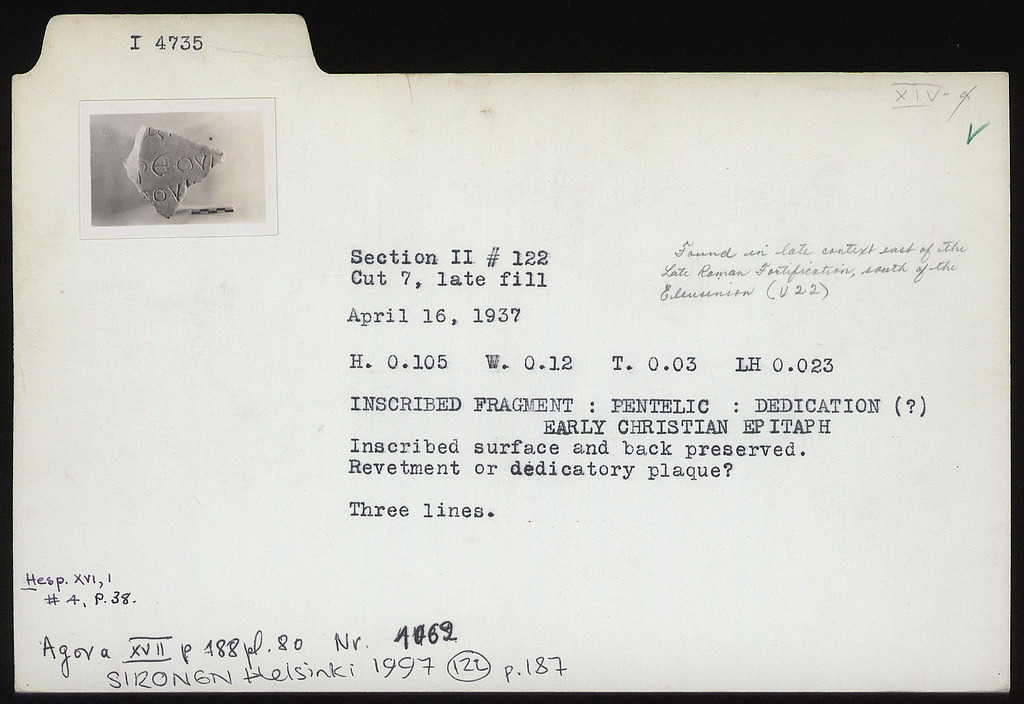 I 4735
XIV-
ΡΕΟΥ
ΟΥ
Section II # 122
Cut 7, late fill
April 16, 1937
Found in late context east of the
Late Roman Fortification, south of the
Eleusinion (U 22)
H. 0.105 W. 0.12 T. 0.03 LH 0.023
INSCRIBED FRAGMENT : PENTELIC : DEDICATION (?)
EARLY CHRISTIAN EPITAPH
Inscribed surface and back preserved.
Revetment or dedicatory plaque?
Three lines.
Hesp. XVI, 1
# 4, P. 38.
Agora XVII p 188 pl. 80 Nr. 1069
SIRONEN Helsinki 1997 (122) p. 187